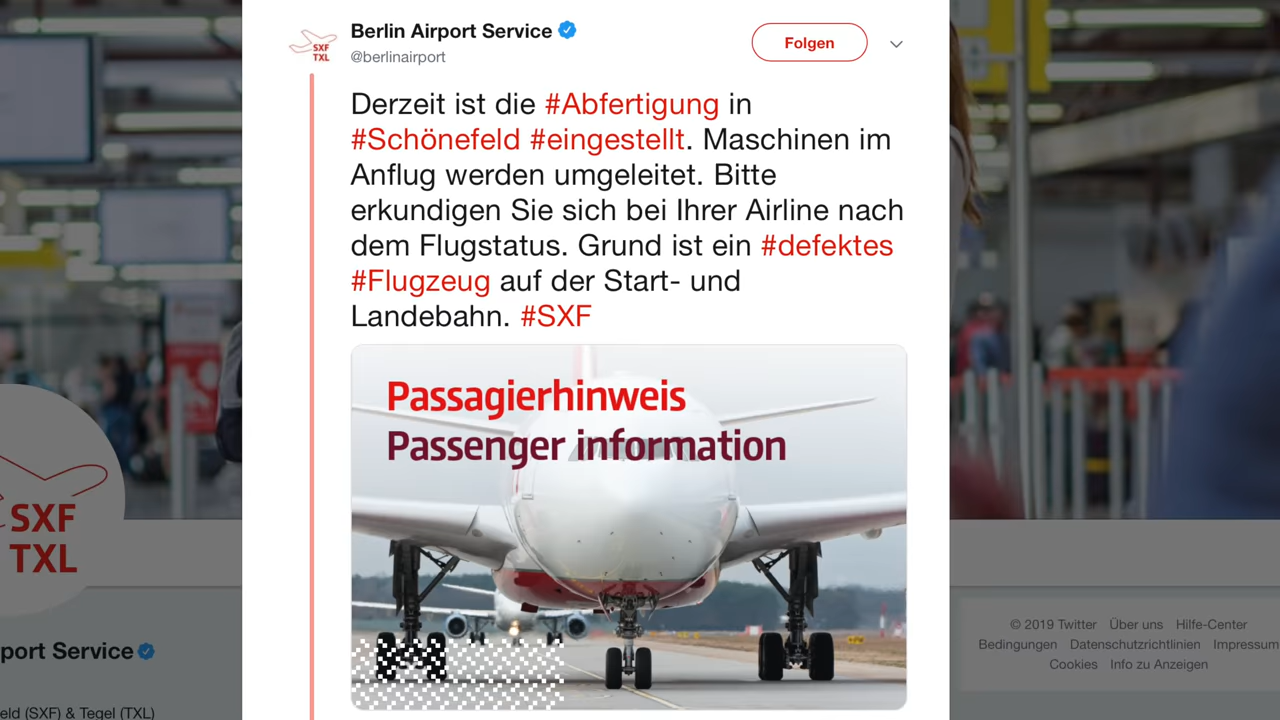 Berlin Airport Service
@berlinairport
SXF
TXL
Folgen
Derzeit ist die #Abfertigung in
#Schönefeld #eingestellt. Maschinen im
Anflug werden umgeleitet. Bitte
erkundigen Sie sich bei Ihrer Airline nach
dem Flugstatus. Grund ist ein #defektes
#Flugzeug auf der Start- und
Landebahn. #SXF
Passagierhinweis
Passenger information
SXF
TXL
port Service
eld (SXF) & Tegel (TXL)
© 2019 Twitter Über uns Hilfe-Center
Bedingungen Datenschutzrichtlinien Impressum
Cookies Info zu Anzeigen